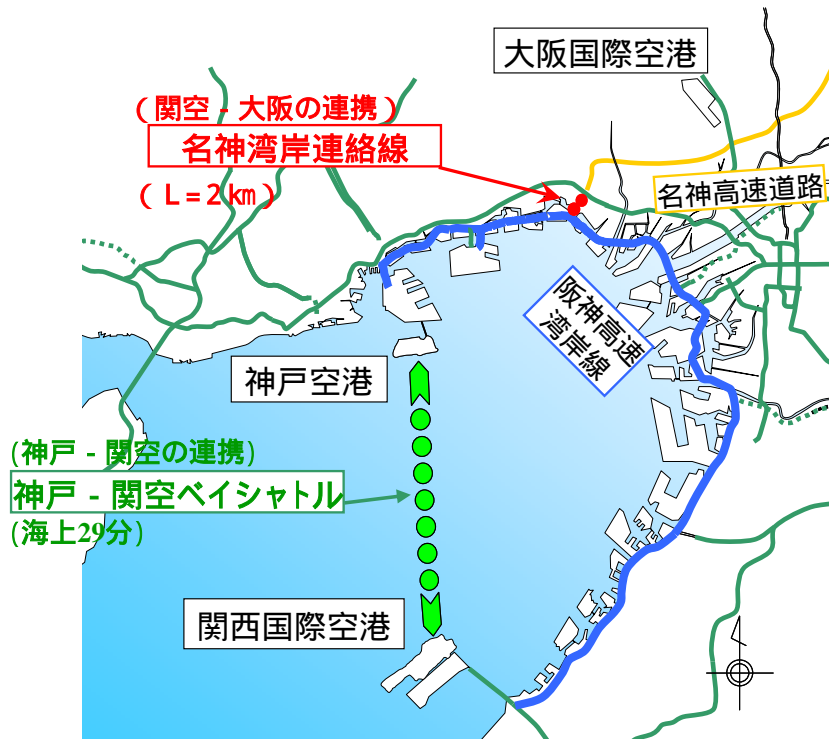 大阪国際空港
(関空 - 大阪の連携)
名神湾岸連絡線
(L=2km)
名神高速道路
阪神高速
湾岸線
神戸空港
(神戸 - 関空の連携)
神戸 - 関空ベイシャトル
(海上29分)
関西国際空港